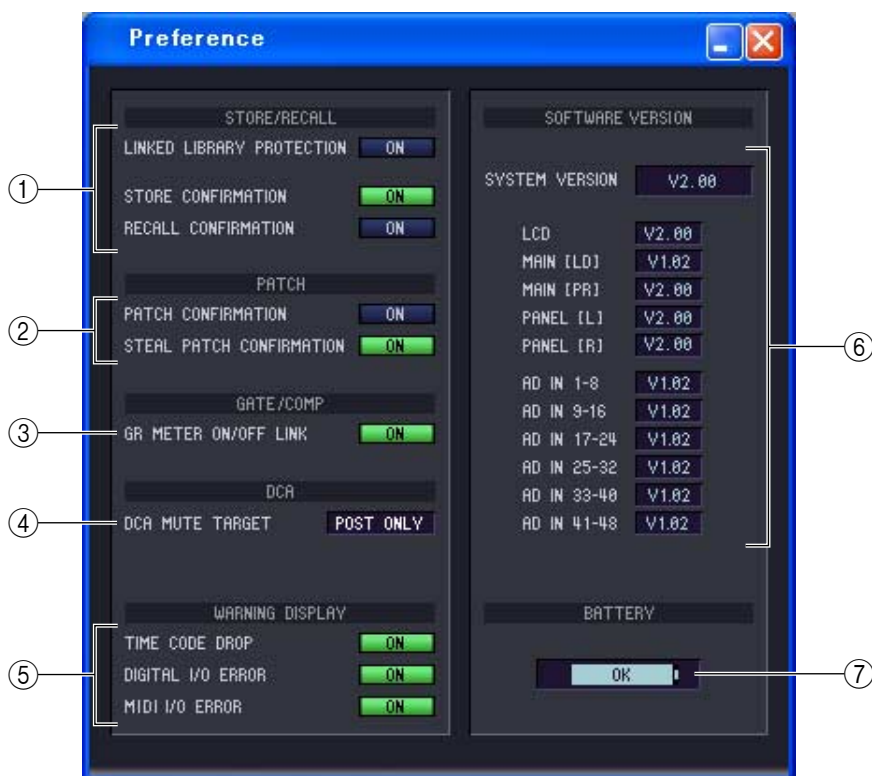 Preference
STORE/RECALL
LINKED LIBRARY PROTECTION ON
① STORE CONFIRMATION ON
RECALL CONFIRMATION ON
PATCH
② PATCH CONFIRMATION ON
STEAL PATCH CONFIRMATION ON
GATE/COMP
③ GR METER ON/OFF LINK ON
DCA
④ DCA MUTE TARGET POST ONLY
WARNING DISPLAY
TIME CODE DROP ON
⑤ DIGITAL I/O ERROR ON
MIDI I/O ERROR ON
SOFTWARE VERSION
SYSTEM VERSION V2.00
LCD V2.00
MAIN [LD] V1.02
MAIN [PR] V2.00
PANEL [L] V2.00
PANEL [R] V2.00
⑥
AD IN 1-8 V1.02
AD IN 9-16 V1.02
AD IN 17-24 V1.02
AD IN 25-32 V1.02
AD IN 33-40 V1.02
AD IN 41-48 V1.02
BATTERY
OK ⑦